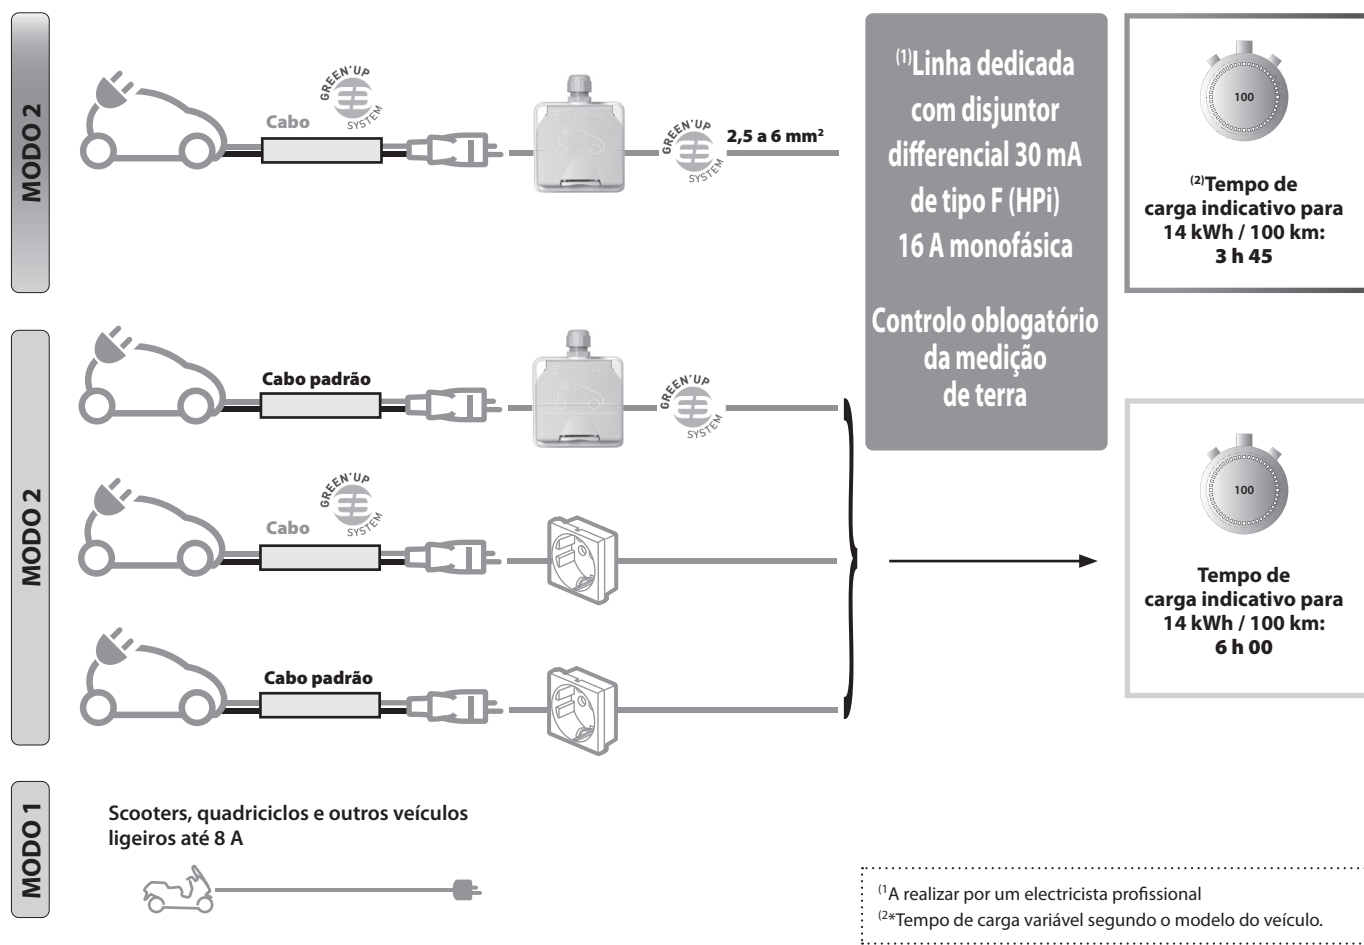 MODO 2
GREEN'UP
SYSTEM
Cabo
GREEN'UP
SYSTEM
2,5 a 6 mm²
(1)Linha dedicada
com disjuntor
differencial 30 mA
de tipo F (HPi)
16 A monofásica
Controlo oblogatório
da medição
de terra
100
(2)Tempo de
carga indicativo para
14 kWh / 100 km:
3 h 45
MODO 2
Cabo padrão
GREEN'UP
SYSTEM
GREEN'UP
SYSTEM
Cabo
Cabo padrão
100
Tempo de
carga indicativo para
14 kWh / 100 km:
6 h 00
MODO 1
Scooters, quadriciclos e outros veículos
ligeiros até 8 A
(1A realizar por um electricista profissional
(2*Tempo de carga variável segundo o modelo do veículo.